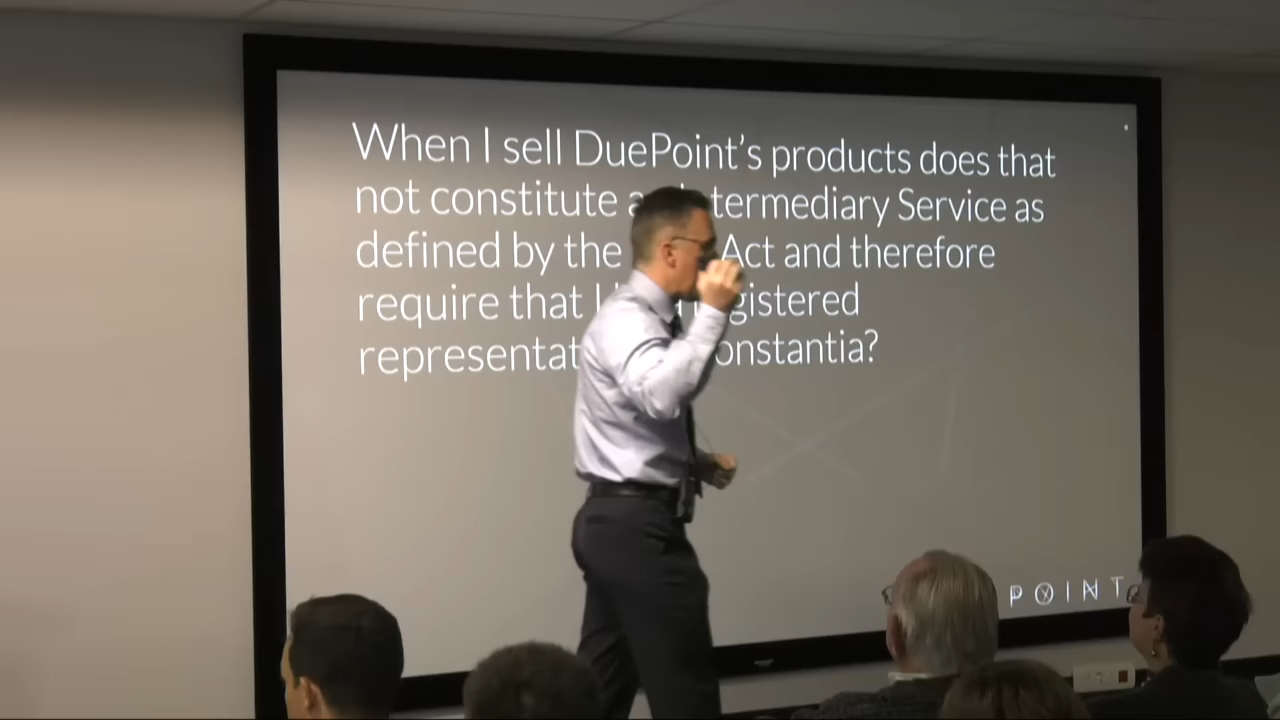 When I sell DuePoint's products does that
not constitute termediary Service as
defined by the Act and therefore
require that I gistered
representat onstantia?
POINT